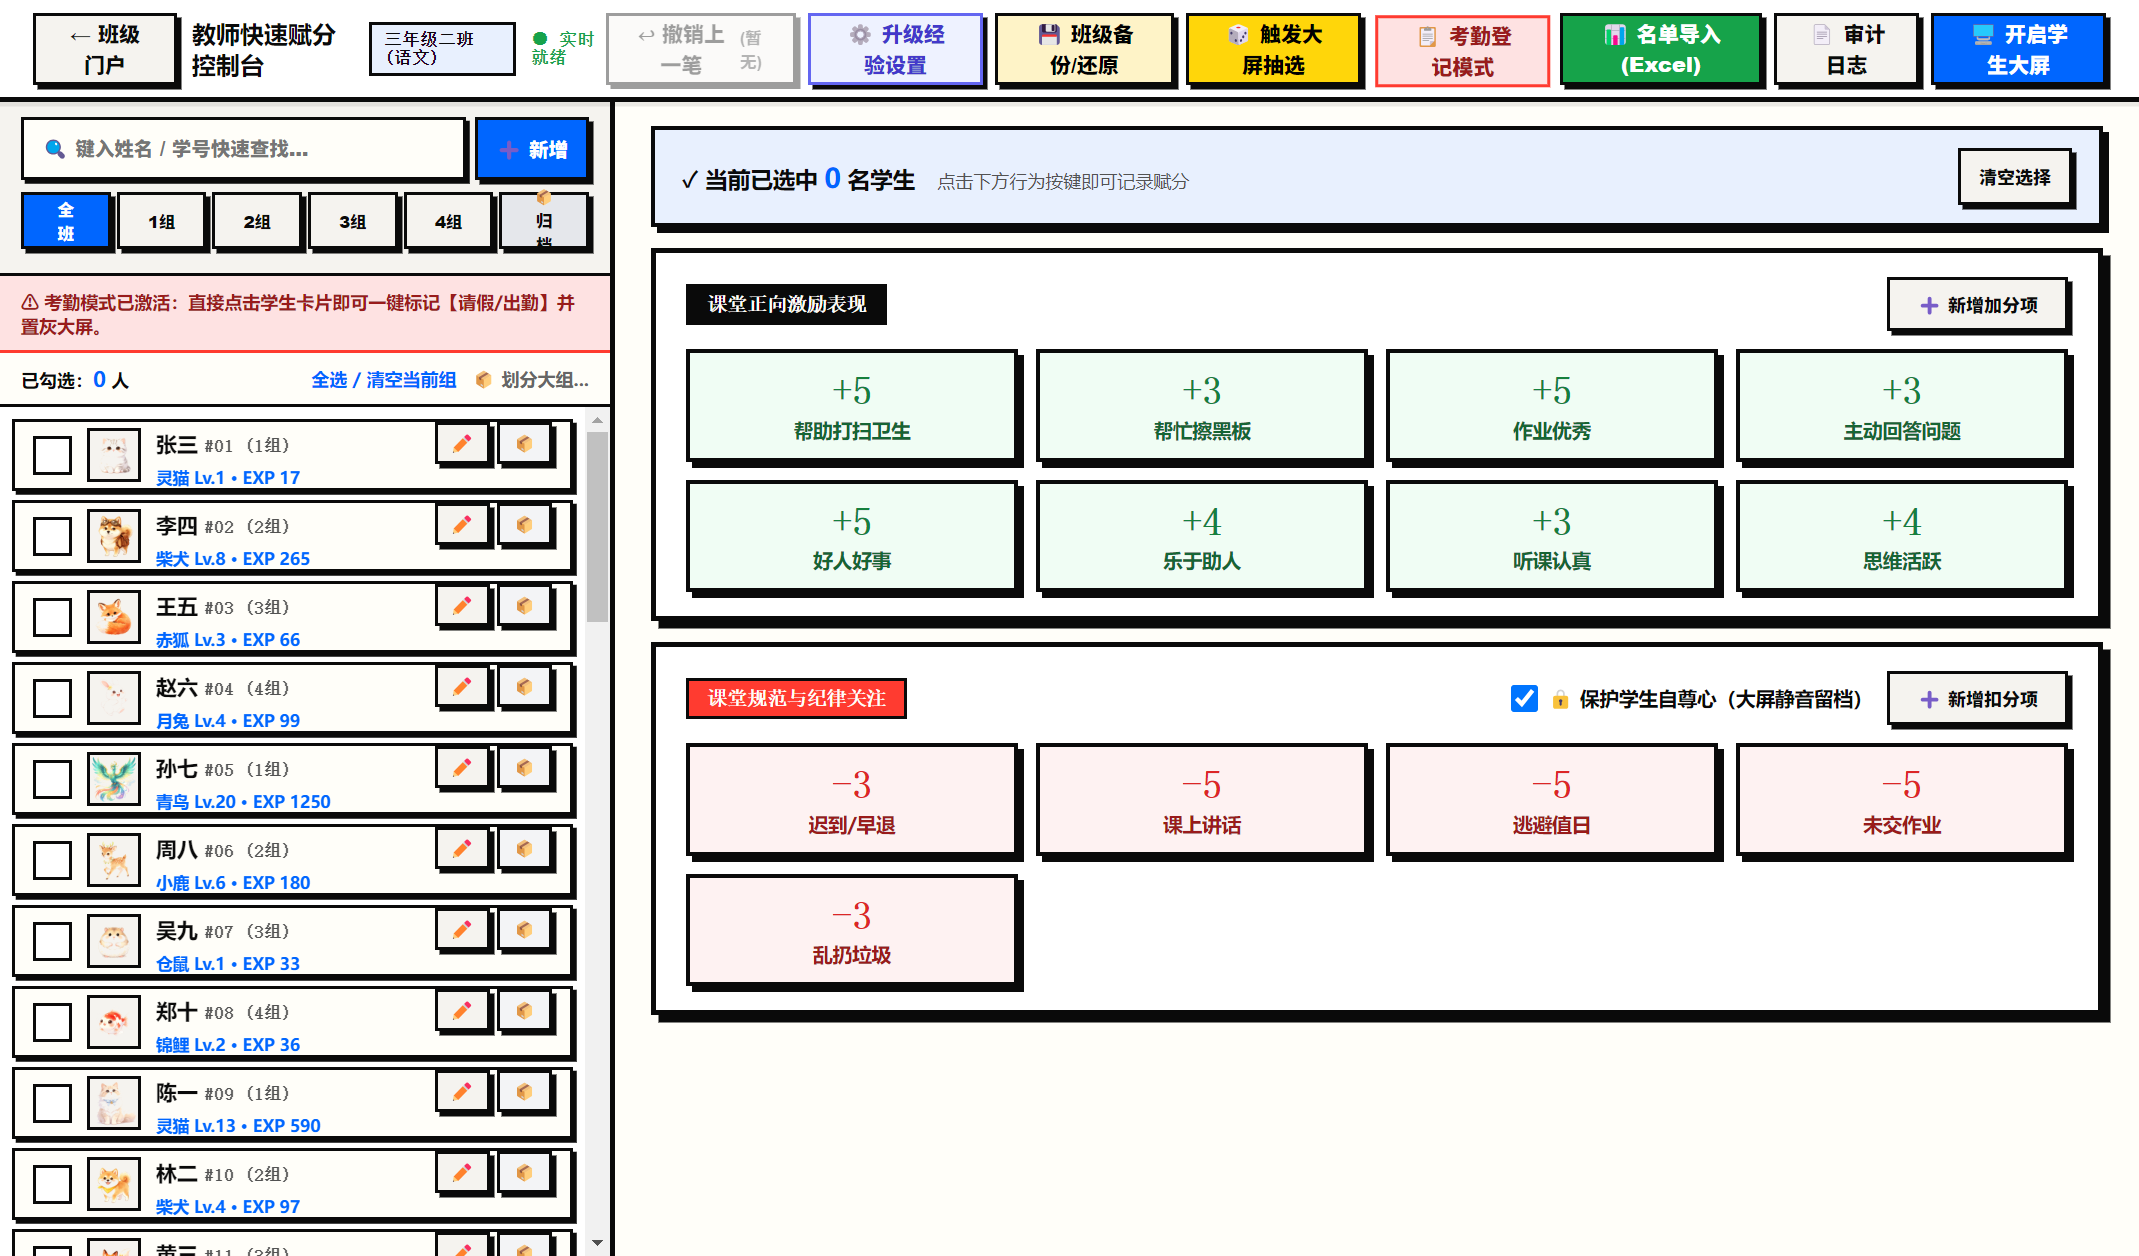 ← 班级
门户
教师快速赋分
控制台
三年级二班
(语文)
● 实时
就绪
↩ 撤销上
一笔
(暂
无)
升级经
验设置
班级备
份/还原
触发大
屏抽选
考勤登
记模式
名单导入
(Excel)
审计
日志
开启学
生大屏
键入姓名 / 学号快速查找...
+ 新增
全
班
1组
2组
3组
4组
归
档
⚠ 考勤模式已激活：直接点击学生卡片即可一键标记【请假/出勤】并
置灰大屏。
已勾选：0 人
全选 / 清空当前组
划分大组...
张三 #01 (1组)
灵猫 Lv.1 • EXP 17
李四 #02 (2组)
柴犬 Lv.8 • EXP 265
王五 #03 (3组)
赤狐 Lv.3 • EXP 66
赵六 #04 (4组)
月兔 Lv.4 • EXP 99
孙七 #05 (1组)
青鸟 Lv.20 • EXP 1250
周八 #06 (2组)
小鹿 Lv.6 • EXP 180
吴九 #07 (3组)
仓鼠 Lv.1 • EXP 33
郑十 #08 (4组)
锦鲤 Lv.2 • EXP 36
陈一 #09 (1组)
灵猫 Lv.13 • EXP 590
林二 #10 (2组)
柴犬 Lv.4 • EXP 97
黄三 #11 (3组)
✓ 当前已选中 0 名学生
点击下方行为按键即可记录赋分
清空选择
课堂正向激励表现
+ 新增加分项
+5
帮助打扫卫生
+3
帮忙擦黑板
+5
作业优秀
+3
主动回答问题
+5
好人好事
+4
乐于助人
+3
听课认真
+4
思维活跃
课堂规范与纪律关注
保护学生自尊心（大屏静音留档）
+ 新增扣分项
−3
迟到/早退
−5
课上讲话
−5
逃避值日
−5
未交作业
−3
乱扔垃圾